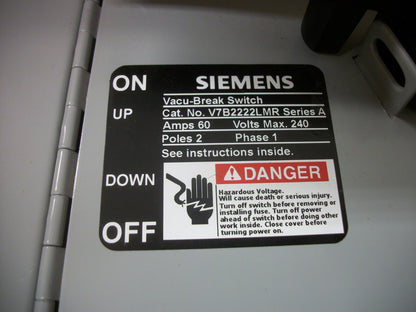 ON
UP
DOWN
OFF
SIEMENS
Vacu-Break Switch
Cat. No. V7B2222LMR Series A
Amps 60 Volts Max. 240
Poles 2 Phase 1
See instructions inside.
DANGER
Hazardous Voltage.
Will cause death or serious injury.
Turn off switch before removing or
installing fuse. Turn off power
ahead of switch before doing other
work inside. Close cover before
turning power on.